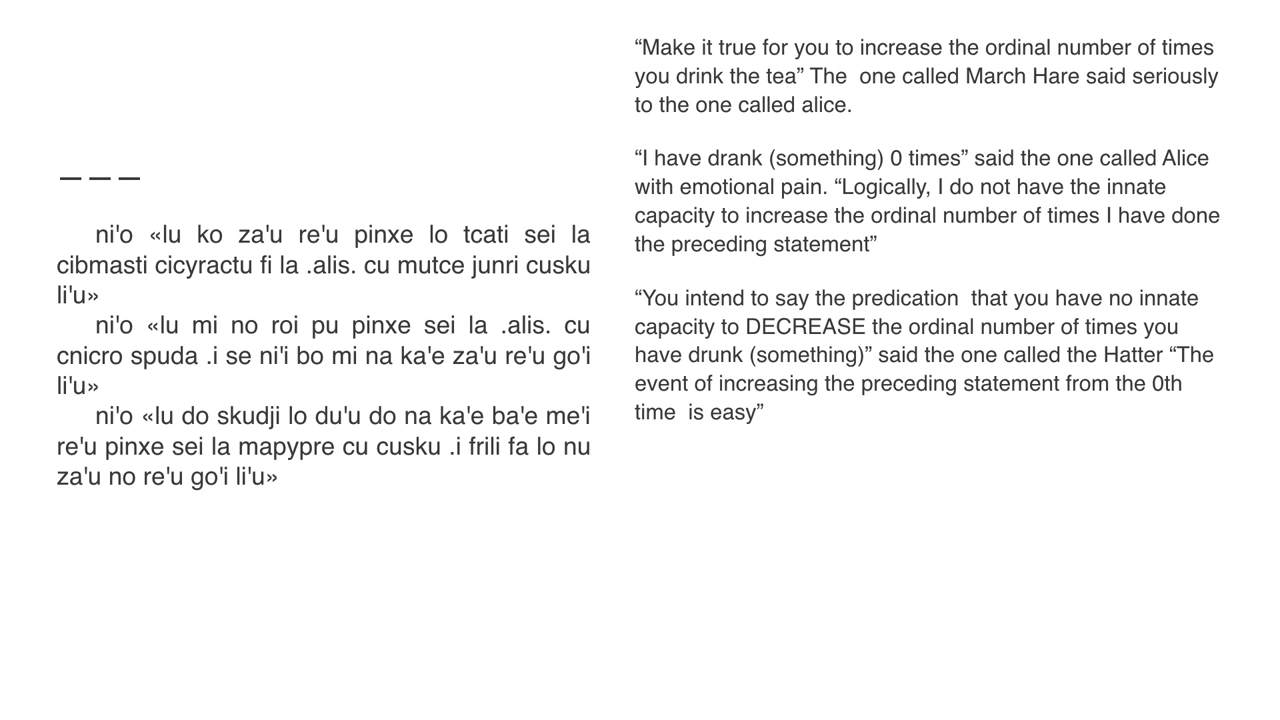 — — —
ni'o «lu ko za'u re'u pinxe lo tcati sei la
cibmasti cicyractu fi la .alis. cu mutce junri cusku
li'u»
ni'o «lu mi no roi pu pinxe sei la .alis. cu
cnicro spuda .i se ni'i bo mi na ka'e za'u re'u go'i
li'u»
ni'o «lu do skudji lo du'u do na ka'e ba'e me'i
re'u pinxe sei la mapypre cu cusku .i frili fa lo nu
za'u no re'u go'i li'u»
“Make it true for you to increase the ordinal number of times
you drink the tea” The  one called March Hare said seriously
to the one called alice.
“I have drank (something) 0 times” said the one called Alice
with emotional pain. “Logically, I do not have the innate
capacity to increase the ordinal number of times I have done
the preceding statement”
“You intend to say the predication  that you have no innate
capacity to DECREASE the ordinal number of times you
have drunk (something)” said the one called the Hatter “The
event of increasing the preceding statement from the 0th
time  is easy”